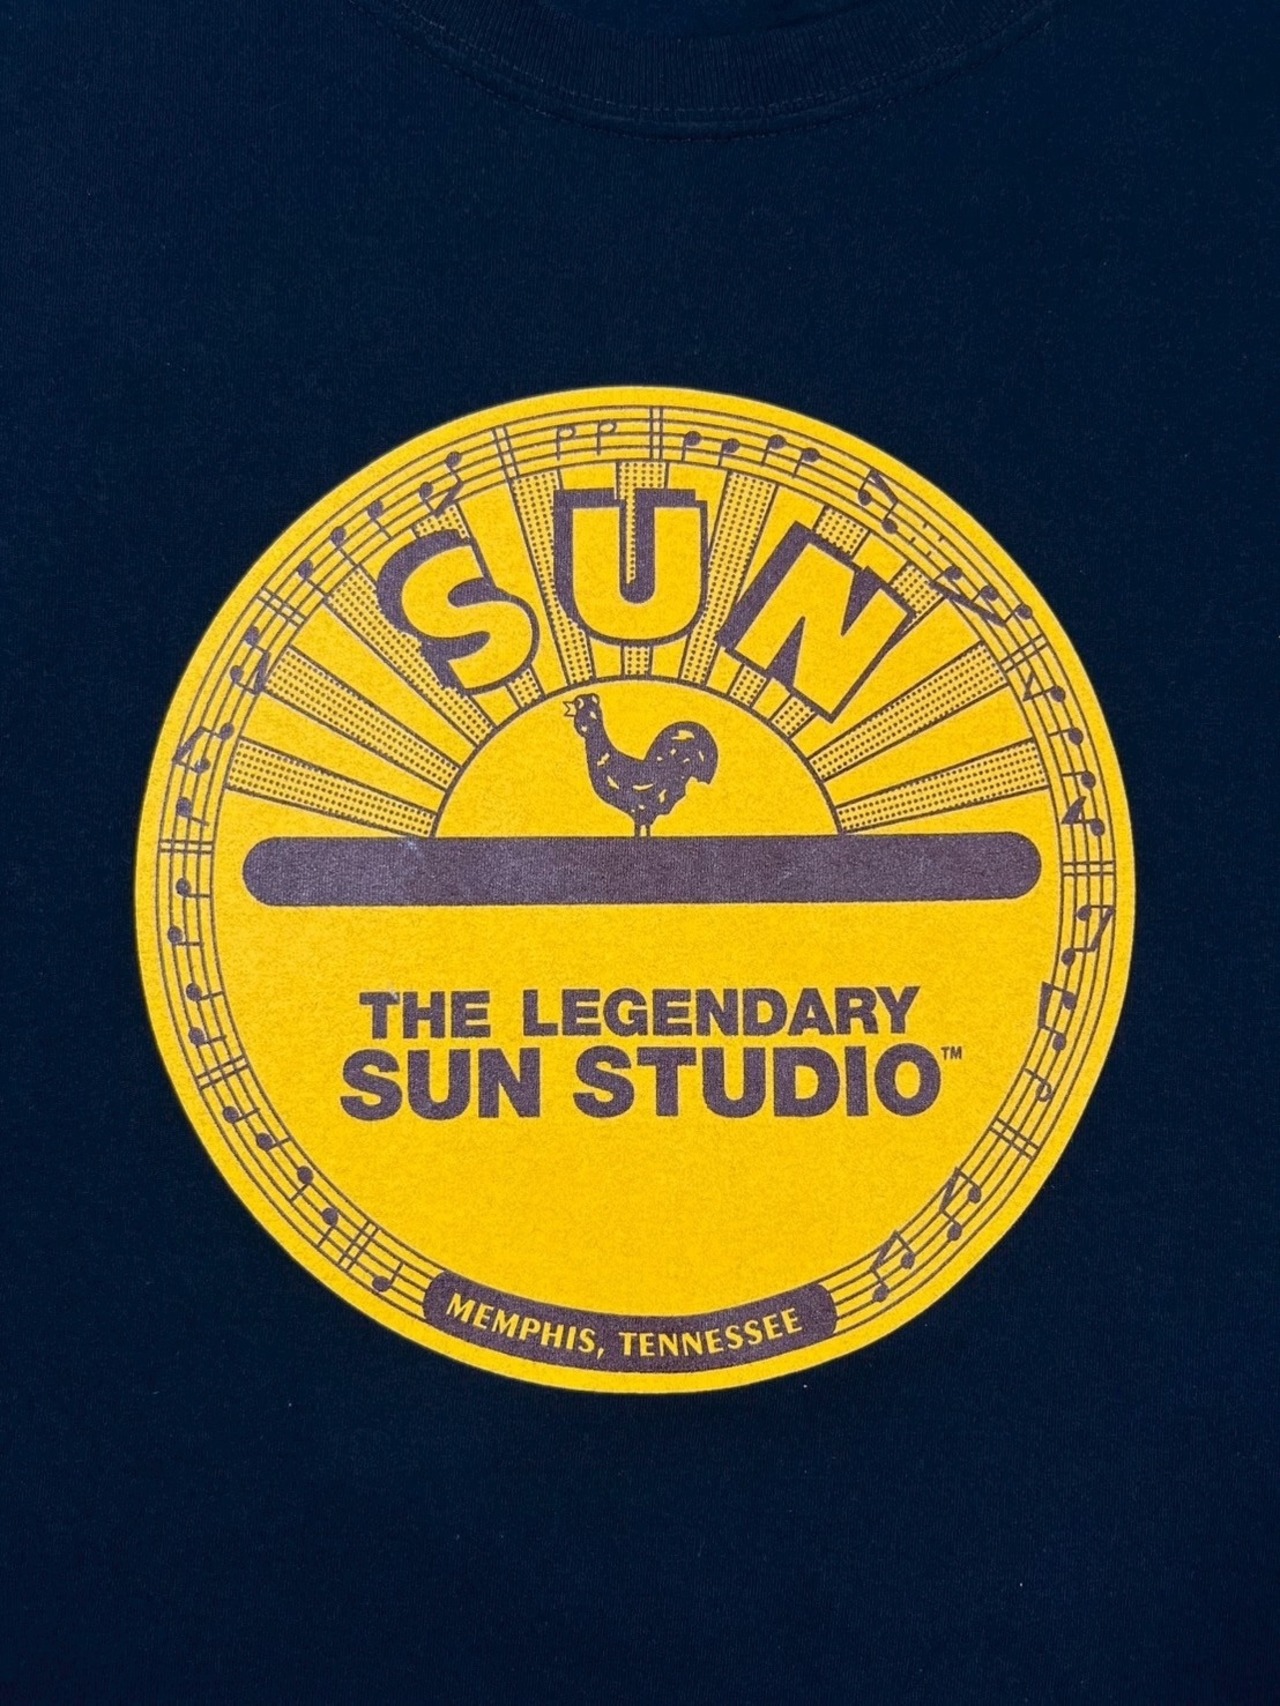 SUN
THE LEGENDARY
SUN STUDIO™
MEMPHIS, TENNESSEE